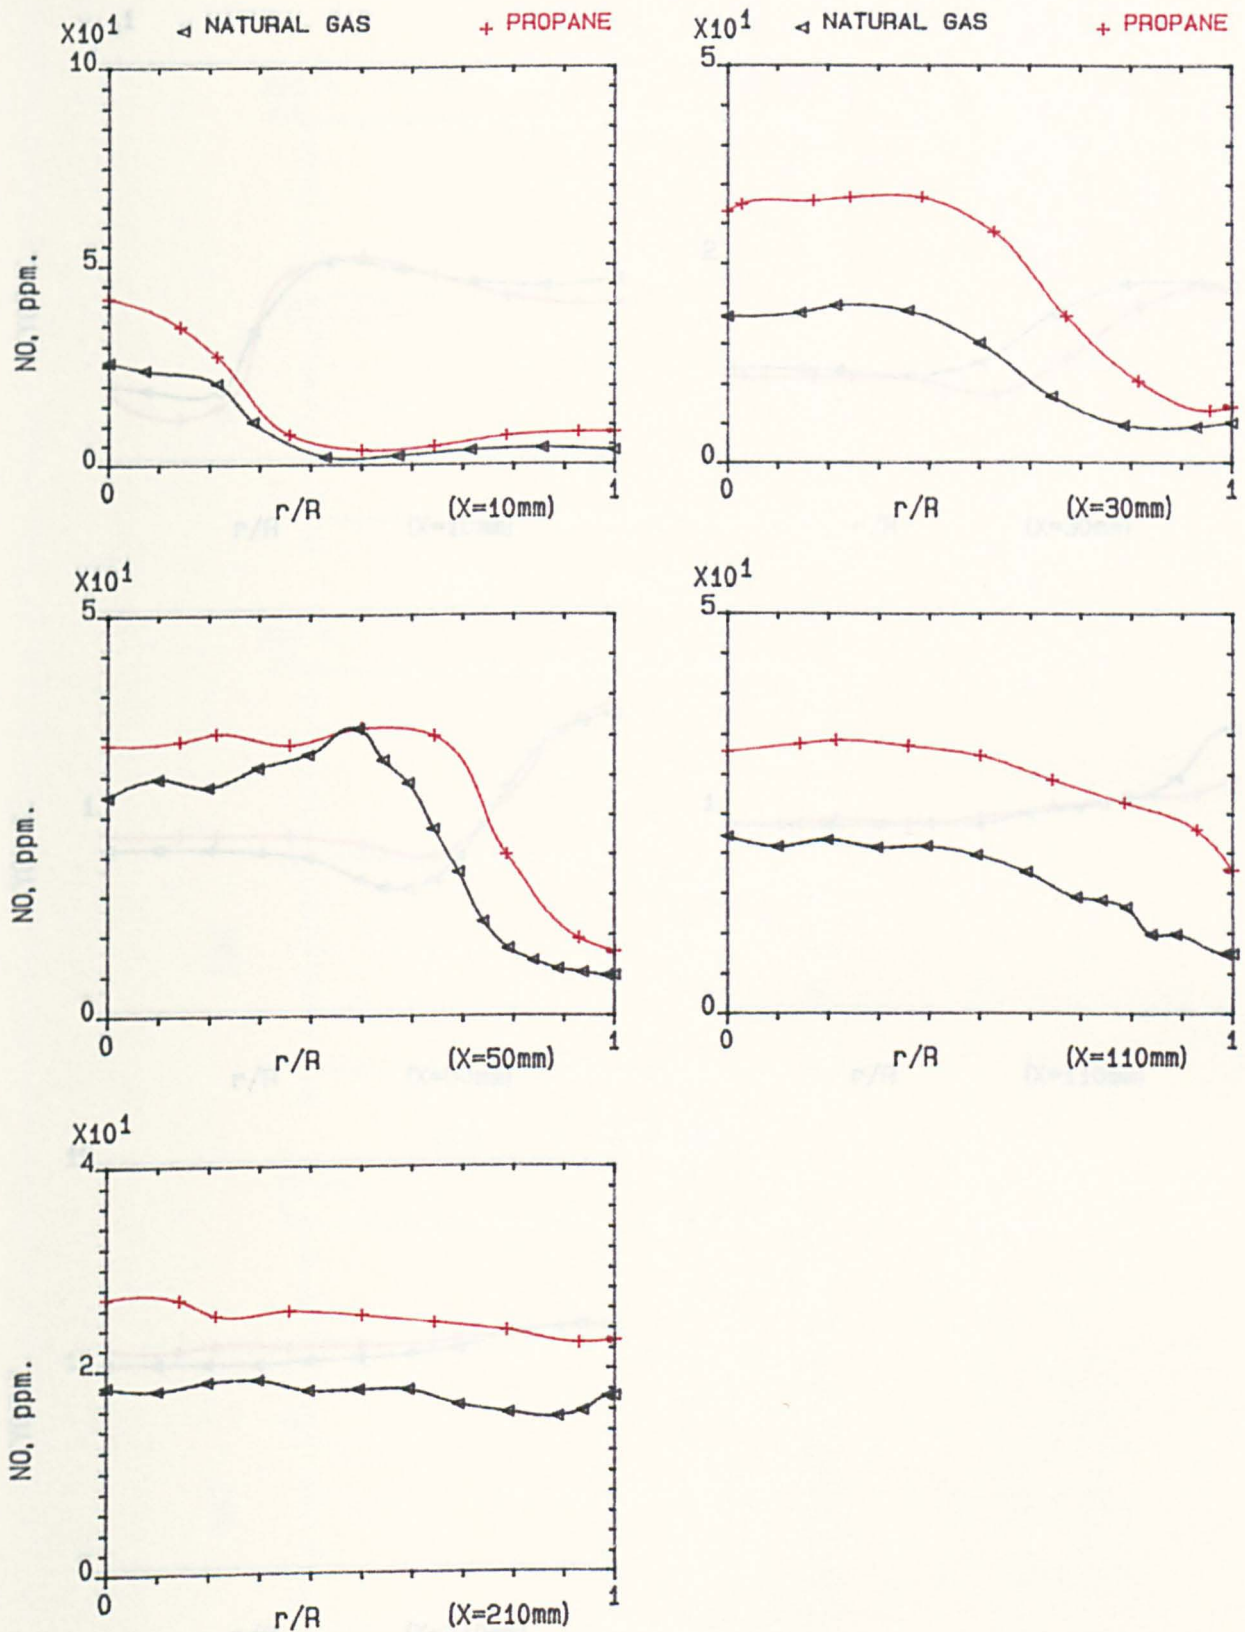 X10¹ ◁ NATURAL GAS + PROPANE X10¹ ◁ NATURAL GAS + PROPANE
10 5
NO, ppm.
5
0 0
0 r/R (X=10mm) 1 0 r/R (X=30mm) 1
X10¹ X10¹
5 5
NO, ppm.
0 0
0 r/R (X=50mm) 1 0 r/R (X=110mm) 1
X10¹
4
NO, ppm.
2
0
0 r/R (X=210mm) 1